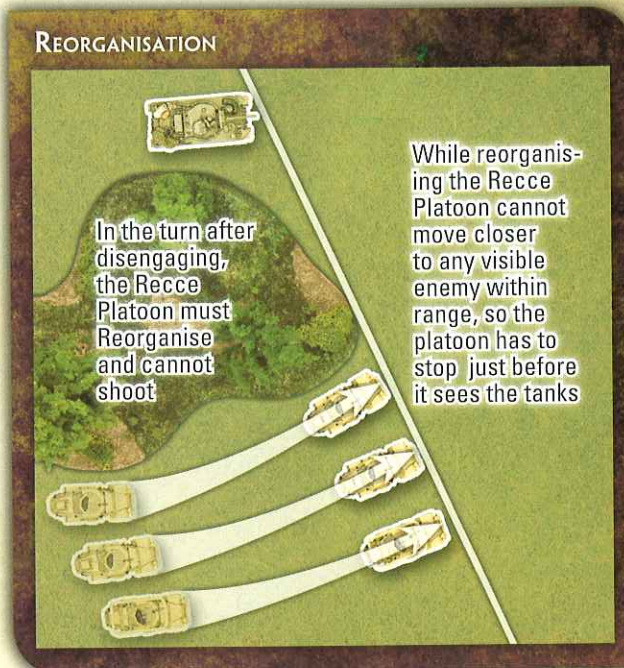 REORGANISATION
In the turn after
disengaging,
the Recce
Platoon must
Reorganise
and cannot
shoot
While reorganis-
ing the Recce
Platoon cannot
move closer
to any visible
enemy within
range, so the
platoon has to
stop just before
it sees the tanks